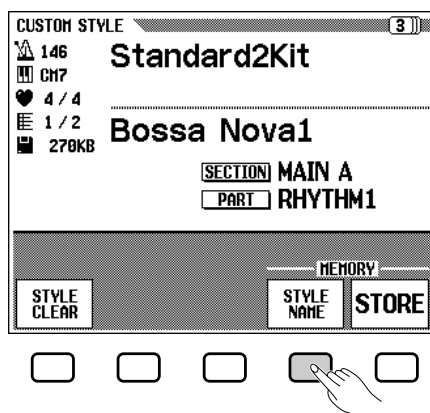 CUSTOM STYLE
3
146
CM7
4/4
1/2
270KB
Standard2Kit
Bossa Nova1
SECTION MAIN A
PART RHYTHM1
MEMORY
STYLE CLEAR
STYLE NAME
STORE